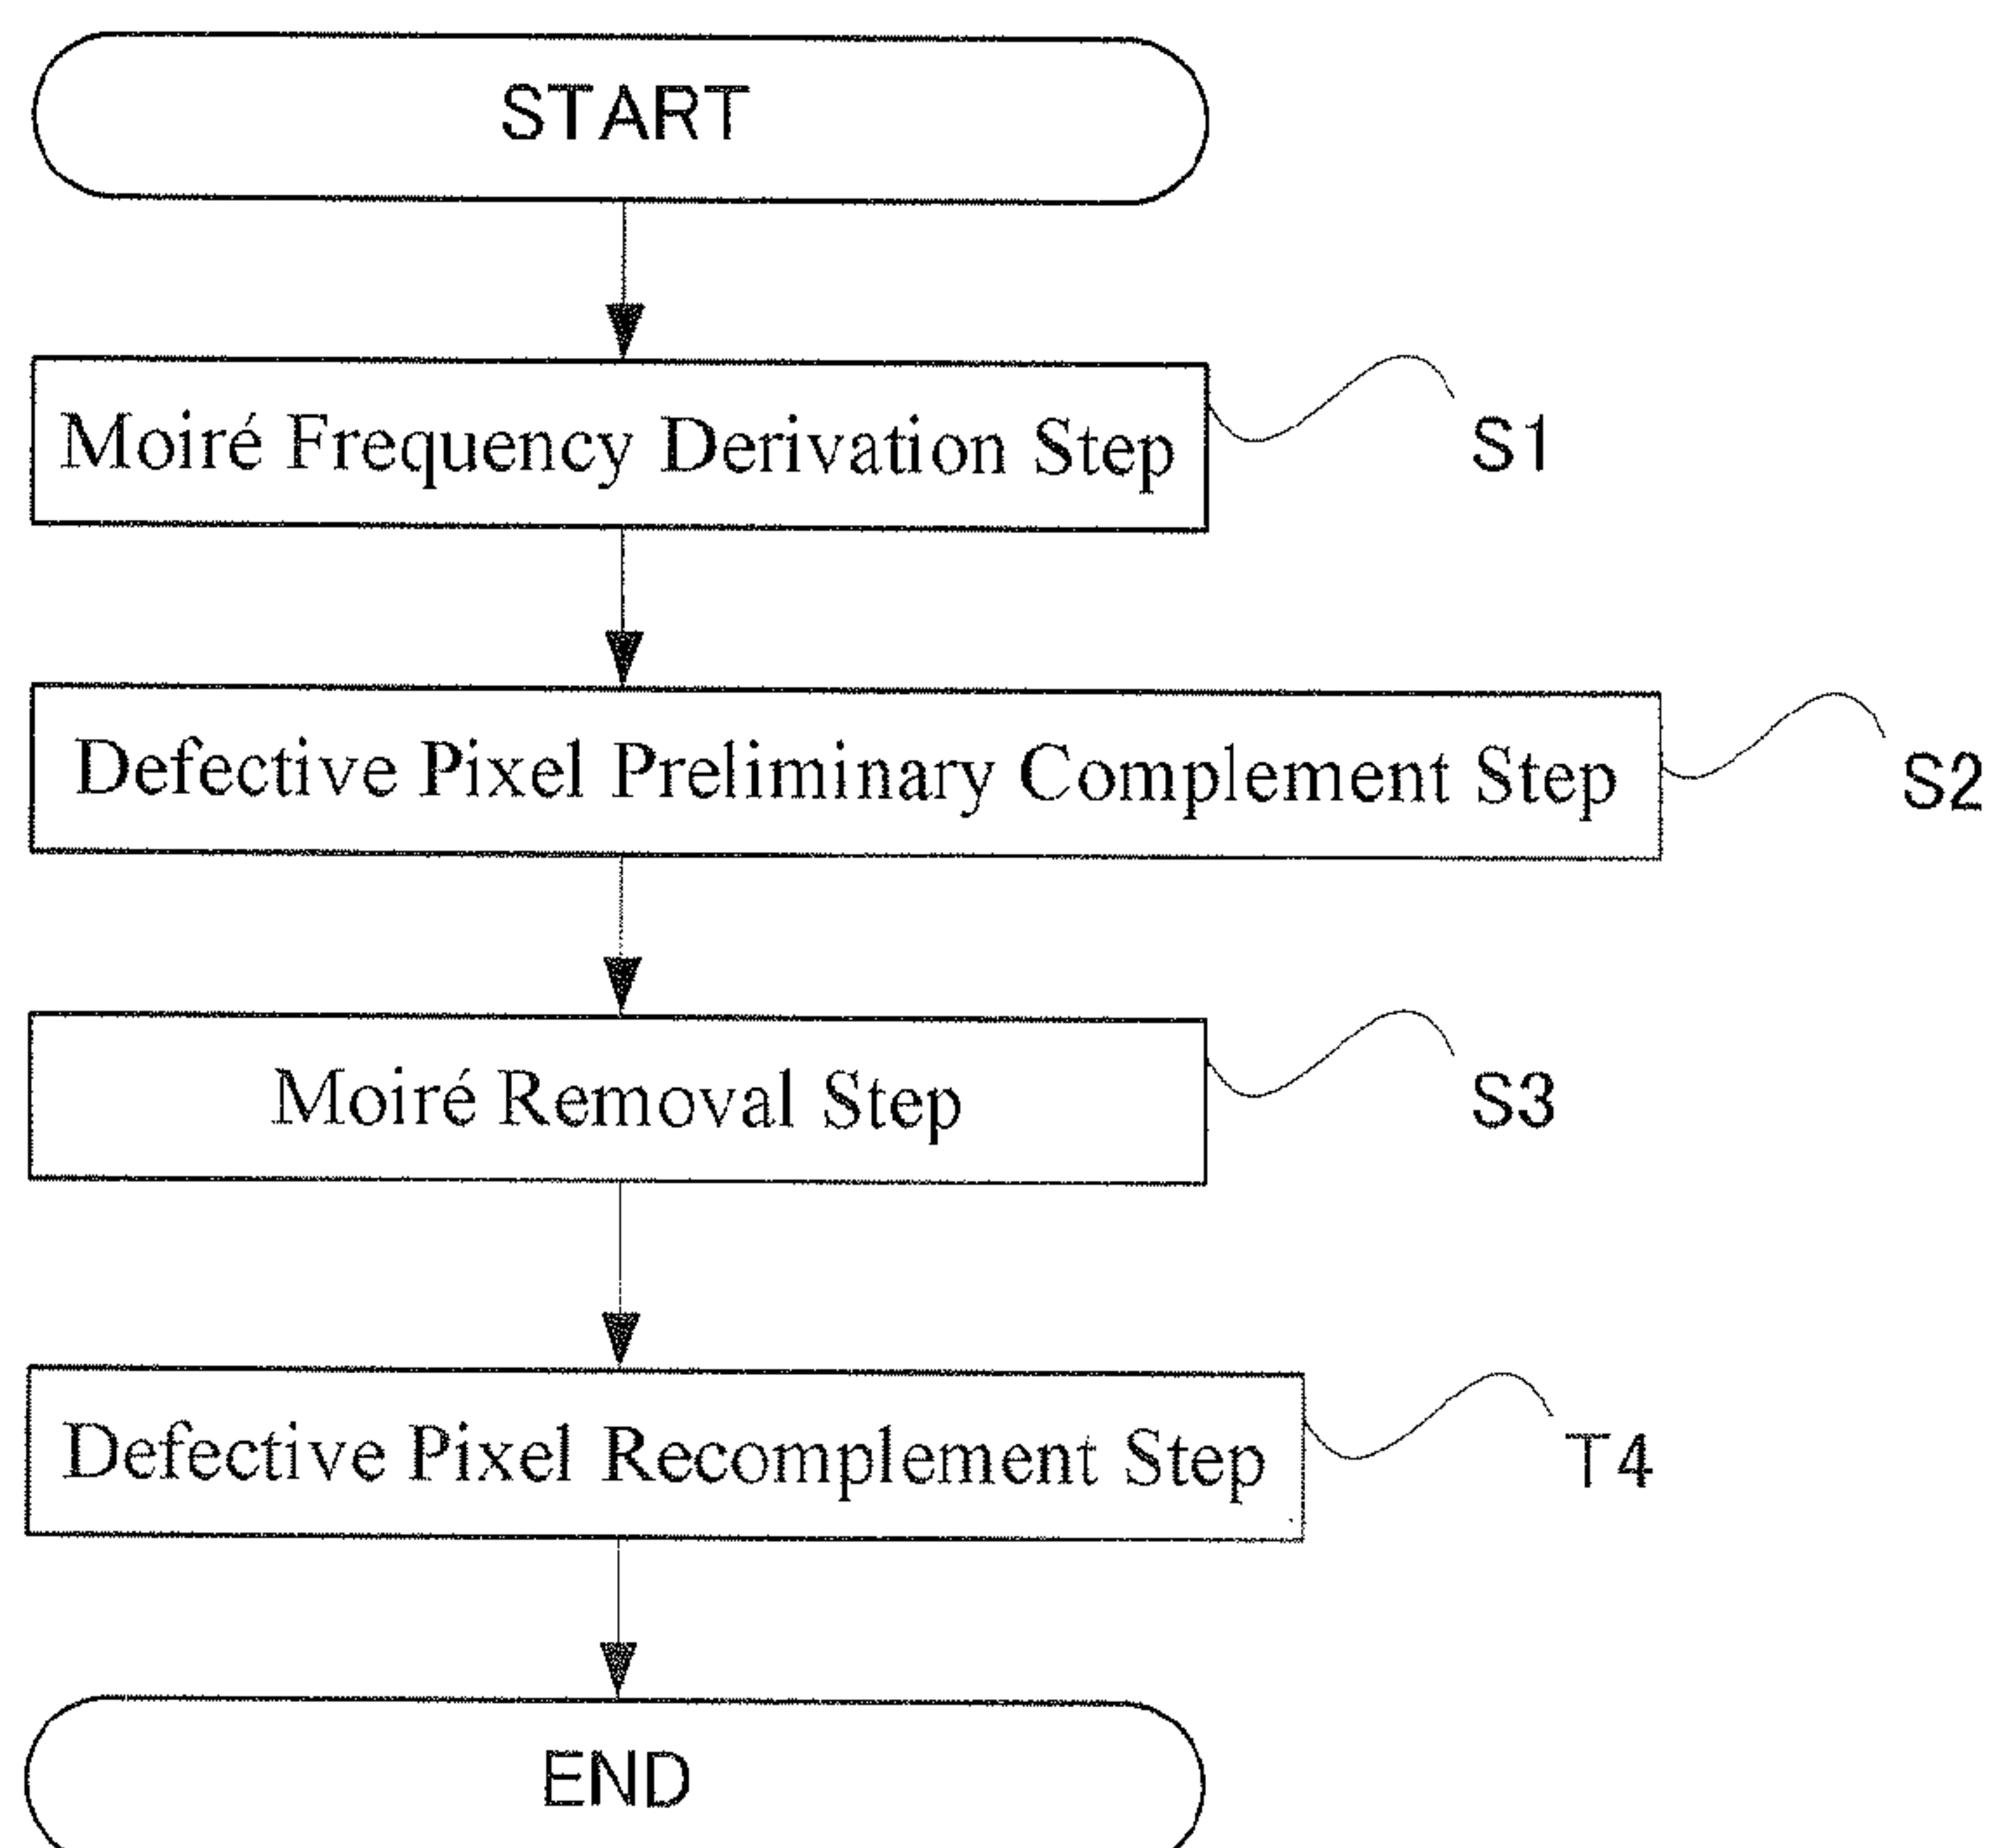 START
Moiré Frequency Derivation Step
S1
Defective Pixel Preliminary Complement Step
S2
Moiré Removal Step
S3
Defective Pixel Recomplement Step
T4
END